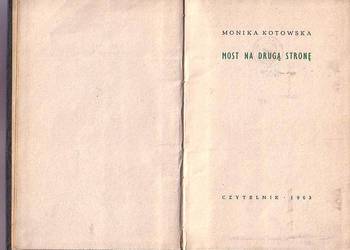 MONIKA KOTOWSKA
MOST NA DRUGĄ STRONĘ
CZYTELNIK · 1963